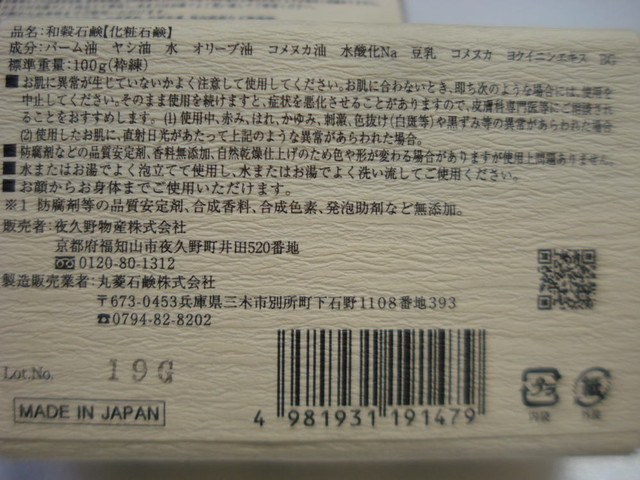 品名:和穀石鹸【化粧石鹸】
成分:パーム油 ヤシ油 水 オリーブ油 コメヌカ油 水酸化Na 豆乳 コメヌカ ヨクイニンエキス BG
標準重量:100g(枠練)
■お肌に異常が生じていないかよく注意して使用してください。お肌に合わないとき、即ち次のような場合には、使用を
中止してください。そのまま使用を続けますと、症状を悪化させることがありますので、皮膚科専門医等にご相談され
ることをおすすめします。(1)使用中、赤み、はれ、かゆみ、刺激、色抜け(白斑等)や黒ずみ等の異常があらわれた場合
(2)使用したお肌に、直射日光があたって上記のような異常があらわれた場合。
■防腐剤などの品質安定剤、香料無添加、自然乾燥仕上げのため色や形が変わる場合がありますが使用上問題ありません。
■水またはお湯でよく泡立てて使用し、水またはお湯でよく洗い流してご使用ください。
■お顔からお身体までご使用いただけます。
※1 防腐剤等の品質安定剤、合成香料、合成色素、発泡助剤など無添加。
販売者:夜久野物産株式会社
京都府福知山市夜久野町井田520番地
0120-80-1312
製造販売業者:丸菱石鹸株式会社
〒673-0453兵庫県三木市別所町下石野1108番地393
☎0794-82-8202
Lot No. 19G
MADE IN JAPAN
4 981931 191479